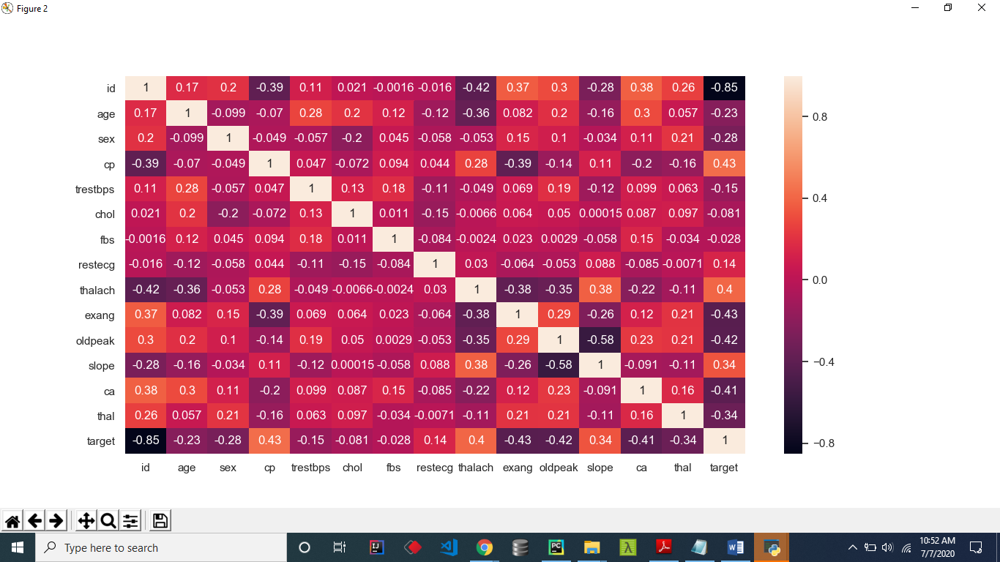 Figure 2
id 1 0.17 0.2 -0.39 0.11 0.021 -0.0016 -0.016 -0.42 0.37 0.3 -0.28 0.38 0.26 -0.85
age 0.17 1 -0.099 -0.07 0.28 0.2 0.12 -0.12 -0.36 0.082 0.2 -0.16 0.3 0.057 -0.23
0.8
sex 0.2 -0.099 1 -0.049 -0.057 -0.2 0.045 -0.058 -0.053 0.15 0.1 -0.034 0.11 0.21 -0.28
cp -0.39 -0.07 -0.049 1 0.047 -0.072 0.094 0.044 0.28 -0.39 -0.14 0.11 -0.2 -0.16 0.43
trestbps 0.11 0.28 -0.057 0.047 1 0.13 0.18 -0.11 -0.049 0.069 0.19 -0.12 0.099 0.063 -0.15
0.4
chol 0.021 0.2 -0.2 -0.072 0.13 1 0.011 -0.15 -0.0066 0.064 0.05 0.00015 0.087 0.097 -0.081
fbs -0.0016 0.12 0.045 0.094 0.18 0.011 1 -0.084 -0.0024 0.023 0.0029 -0.058 0.15 -0.034 -0.028
restecg -0.016 -0.12 -0.058 0.044 -0.11 -0.15 -0.084 1 0.03 -0.064 -0.053 0.088 -0.085 -0.0071 0.14
0.0
thalach -0.42 -0.36 -0.053 0.28 -0.049 -0.0066 -0.0024 0.03 1 -0.38 -0.35 0.38 -0.22 -0.11 0.4
exang 0.37 0.082 0.15 -0.39 0.069 0.064 0.023 -0.064 -0.38 1 0.29 -0.26 0.12 0.21 -0.43
oldpeak 0.3 0.2 0.1 -0.14 0.19 0.05 0.0029 -0.053 -0.35 0.29 1 -0.58 0.23 0.21 -0.42
slope -0.28 -0.16 -0.034 0.11 -0.12 0.00015 -0.058 0.088 0.38 -0.26 -0.58 1 -0.091 -0.11 0.34
−0.4
ca 0.38 0.3 0.11 -0.2 0.099 0.087 0.15 -0.085 -0.22 0.12 0.23 -0.091 1 0.16 -0.41
thal 0.26 0.057 0.21 -0.16 0.063 0.097 -0.034 -0.0071 -0.11 0.21 0.21 -0.11 0.16 1 -0.34
target -0.85 -0.23 -0.28 0.43 -0.15 -0.081 -0.028 0.14 0.4 -0.43 -0.42 0.34 -0.41 -0.34 1
−0.8
id age sex cp trestbps chol fbs restecg thalach exang oldpeak slope ca thal target
Type here to search
IJ
PC
λ
W
10:52 AM
7/7/2020